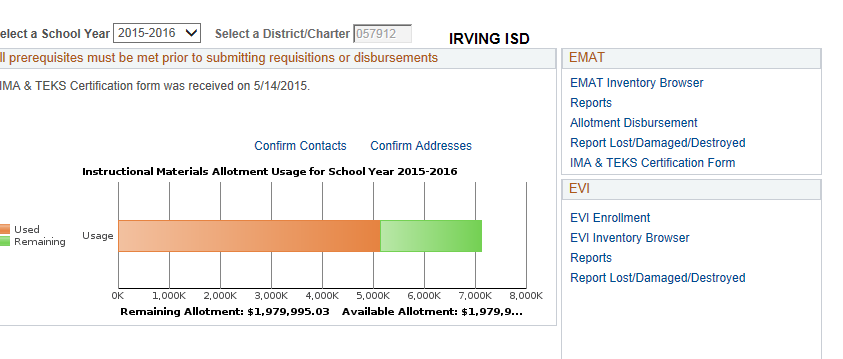 elect a School Year 2015-2016 Select a District/Charter 057912 IRVING ISD
ll prerequisites must be met prior to submitting requisitions or disbursements
IMA & TEKS Certification form was received on 5/14/2015.
Confirm Contacts Confirm Addresses
Instructional Materials Allotment Usage for School Year 2015-2016
Used
Remaining
Usage
0K 1,000K 2,000K 3,000K 4,000K 5,000K 6,000K 7,000K 8,000K
Remaining Allotment: $1,979,995.03 Available Allotment: $1,979,9...
EMAT
EMAT Inventory Browser
Reports
Allotment Disbursement
Report Lost/Damaged/Destroyed
IMA & TEKS Certification Form
EVI
EVI Enrollment
EVI Inventory Browser
Reports
Report Lost/Damaged/Destroyed